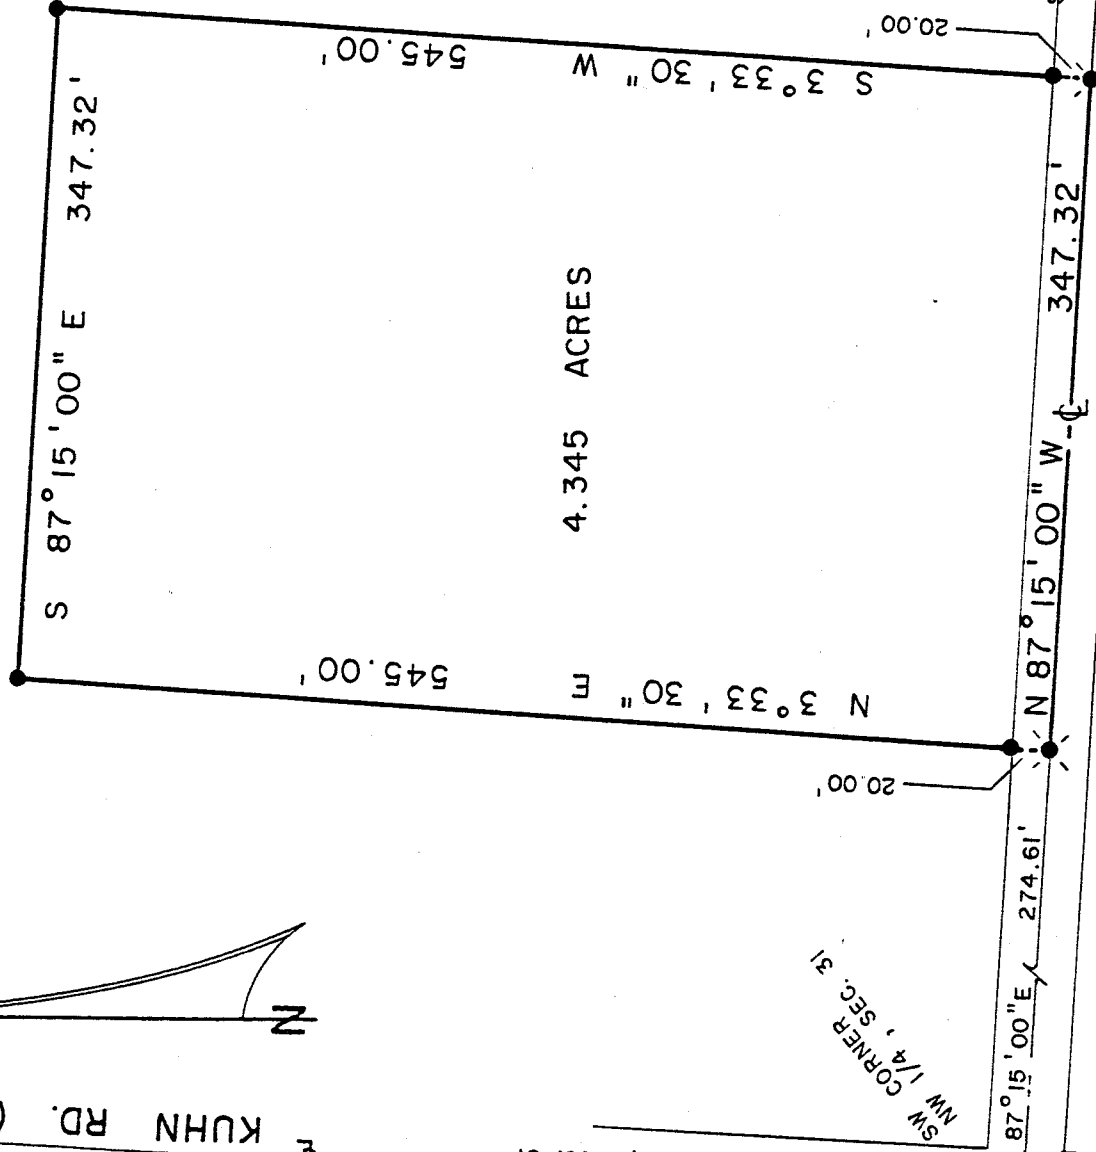 S 87°15'00" E 347.32'
S 3°33'30" W 545.00'
20.00'
4.345 ACRES
N 3°33'30" E 545.00'
20.00'
N 87°15'00" W ℄ 347.32'
87°15'00"E 274.61'
SW CORNER
NW 1/4, SEC. 31
N
℄ KUHN RD. (